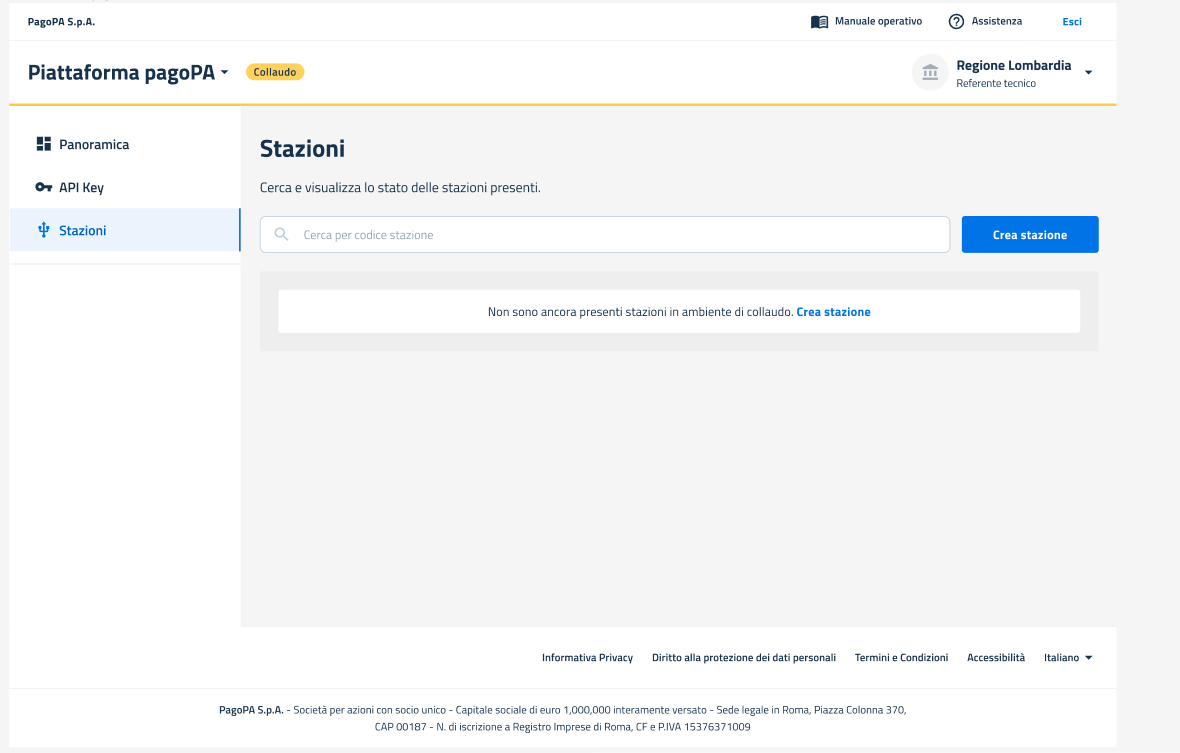 PagoPA S.p.A.
Manuale operativo
Assistenza
Esci
Piattaforma pagoPA
Collaudo
Regione Lombardia
Referente tecnico
Panoramica
API Key
Stazioni
Stazioni
Cerca e visualizza lo stato delle stazioni presenti.
Cerca per codice stazione
Crea stazione
Non sono ancora presenti stazioni in ambiente di collaudo. Crea stazione
Informativa Privacy
Diritto alla protezione dei dati personali
Termini e Condizioni
Accessibilità
Italiano
PagoPA S.p.A. - Società per azioni con socio unico - Capitale sociale di euro 1,000,000 interamente versato - Sede legale in Roma, Piazza Colonna 370,
CAP 00187 - N. di iscrizione a Registro Imprese di Roma, CF e P.IVA 15376371009